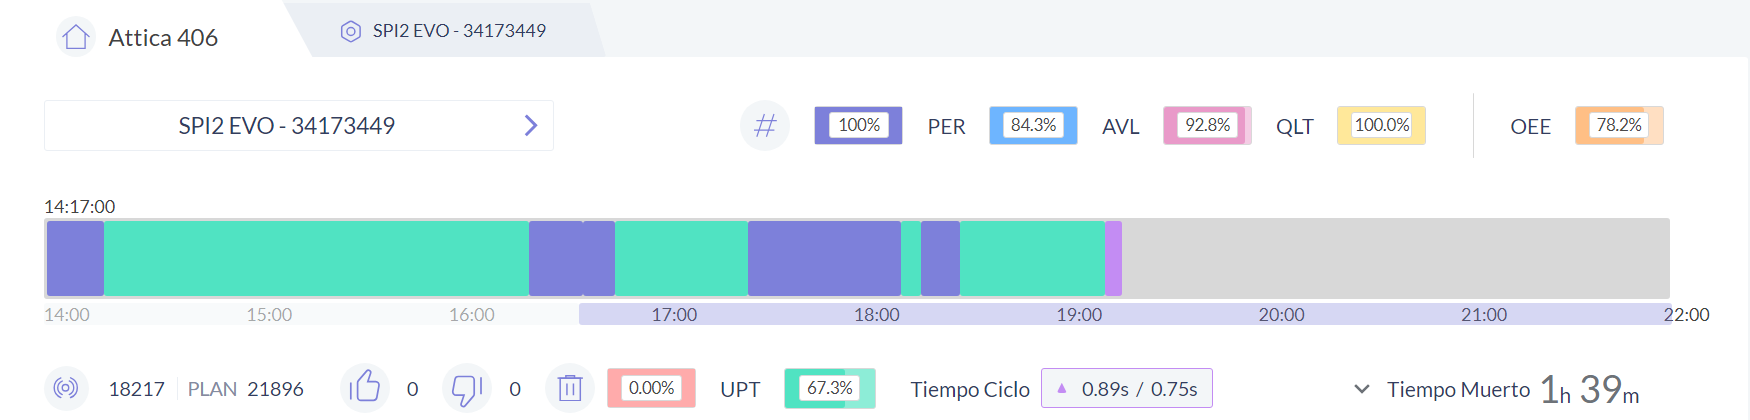 Attica 406 SPI2 EVO - 34173449
SPI2 EVO - 34173449 # 100% PER 84.3% AVL 92.8% QLT 100.0% OEE 78.2%
14:17:00
14:00 15:00 16:00 17:00 18:00 19:00 20:00 21:00 22:00
18217 PLAN 21896 0 0 0.00% UPT 67.3% Tiempo Ciclo 0.89s / 0.75s Tiempo Muerto 1h 39m